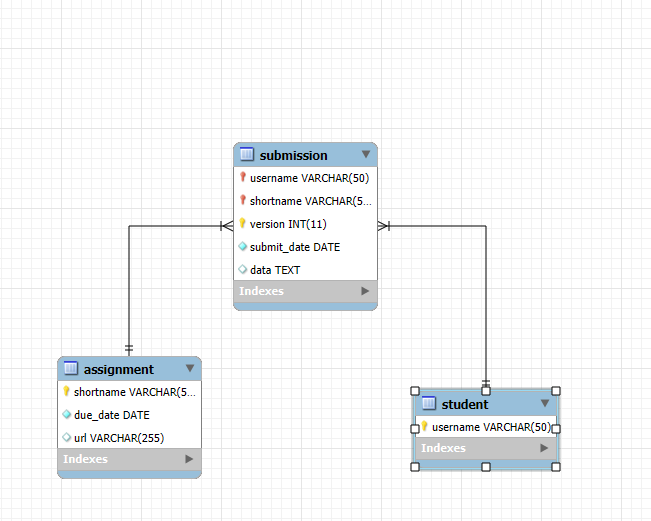 submission
username VARCHAR(50)
shortname VARCHAR(5...
version INT(11)
submit_date DATE
data TEXT
Indexes
assignment
shortname VARCHAR(5...
due_date DATE
url VARCHAR(255)
Indexes
student
username VARCHAR(50)
Indexes